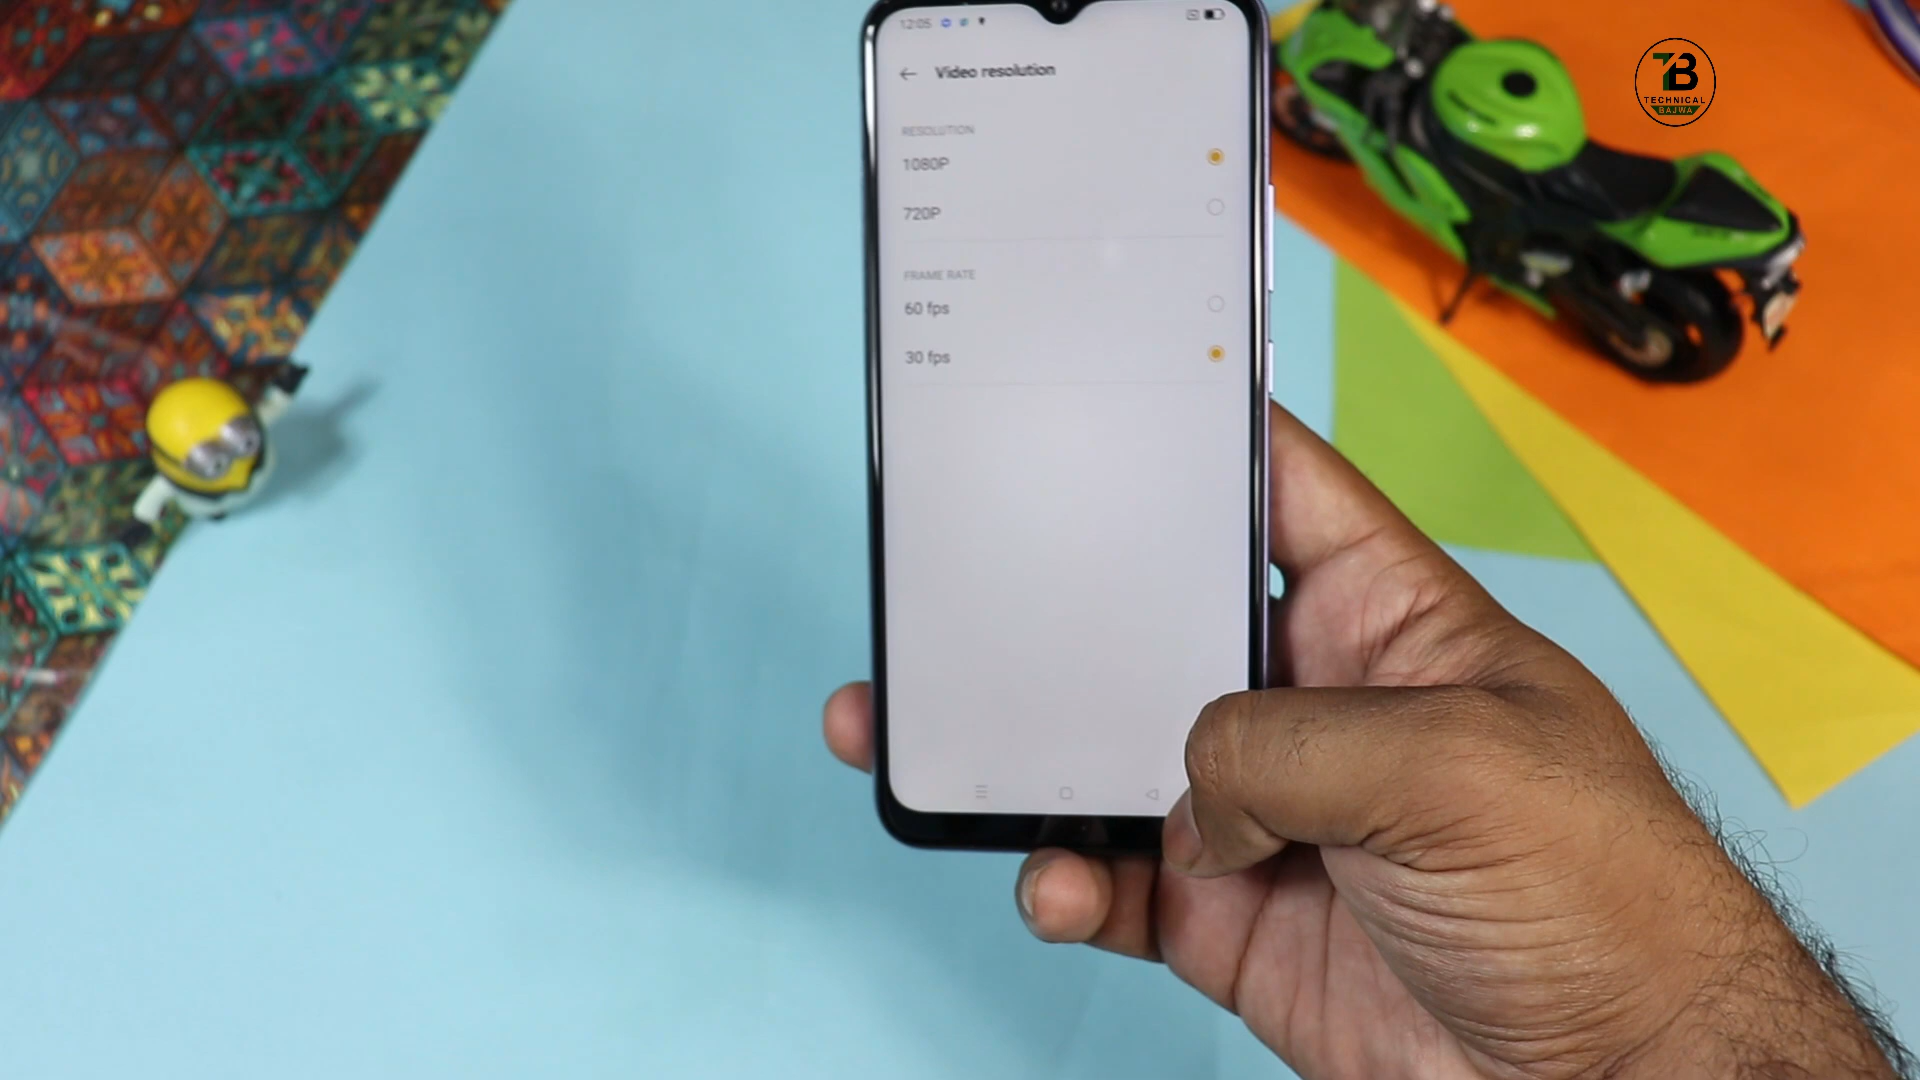 12:05
Video resolution
RESOLUTION
1080P
720P
FRAME RATE
60 fps
30 fps
TB
TECHNICAL
BAJWA